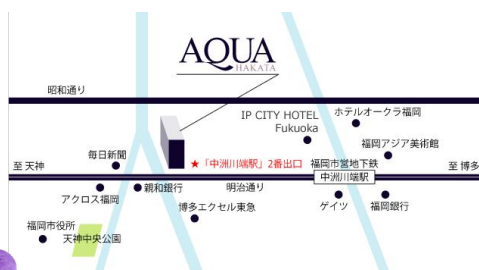 AQUA
HAKATA
昭和通り
IP CITY HOTEL
Fukuoka
ホテルオークラ福岡
福岡アジア美術館
至 天神
毎日新聞
★「中洲川端駅」2番出口
福岡市営地下鉄
中洲川端駅
至 博多
アクロス福岡
親和銀行
明治通り
博多エクセル東急
ゲイツ
福岡銀行
福岡市役所
天神中央公園